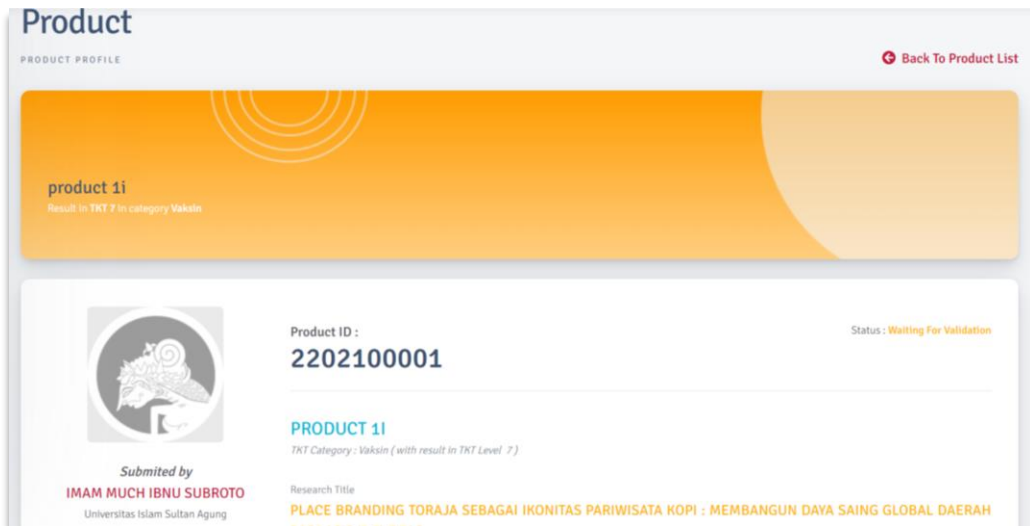 Product
PRODUCT PROFILE
Back To Product List
product 1i
Result in TKT 7 in category Vaksin
Product ID :
2202100001
Status : Waiting For Validation
PRODUCT 1I
TKT Category : Vaksin ( with result in TKT Level 7 )
Submited by
IMAM MUCH IBNU SUBROTO
Universitas Islam Sultan Agung
Research Title
PLACE BRANDING TORAJA SEBAGAI IKONITAS PARIWISATA KOPI : MEMBANGUN DAYA SAING GLOBAL DAERAH